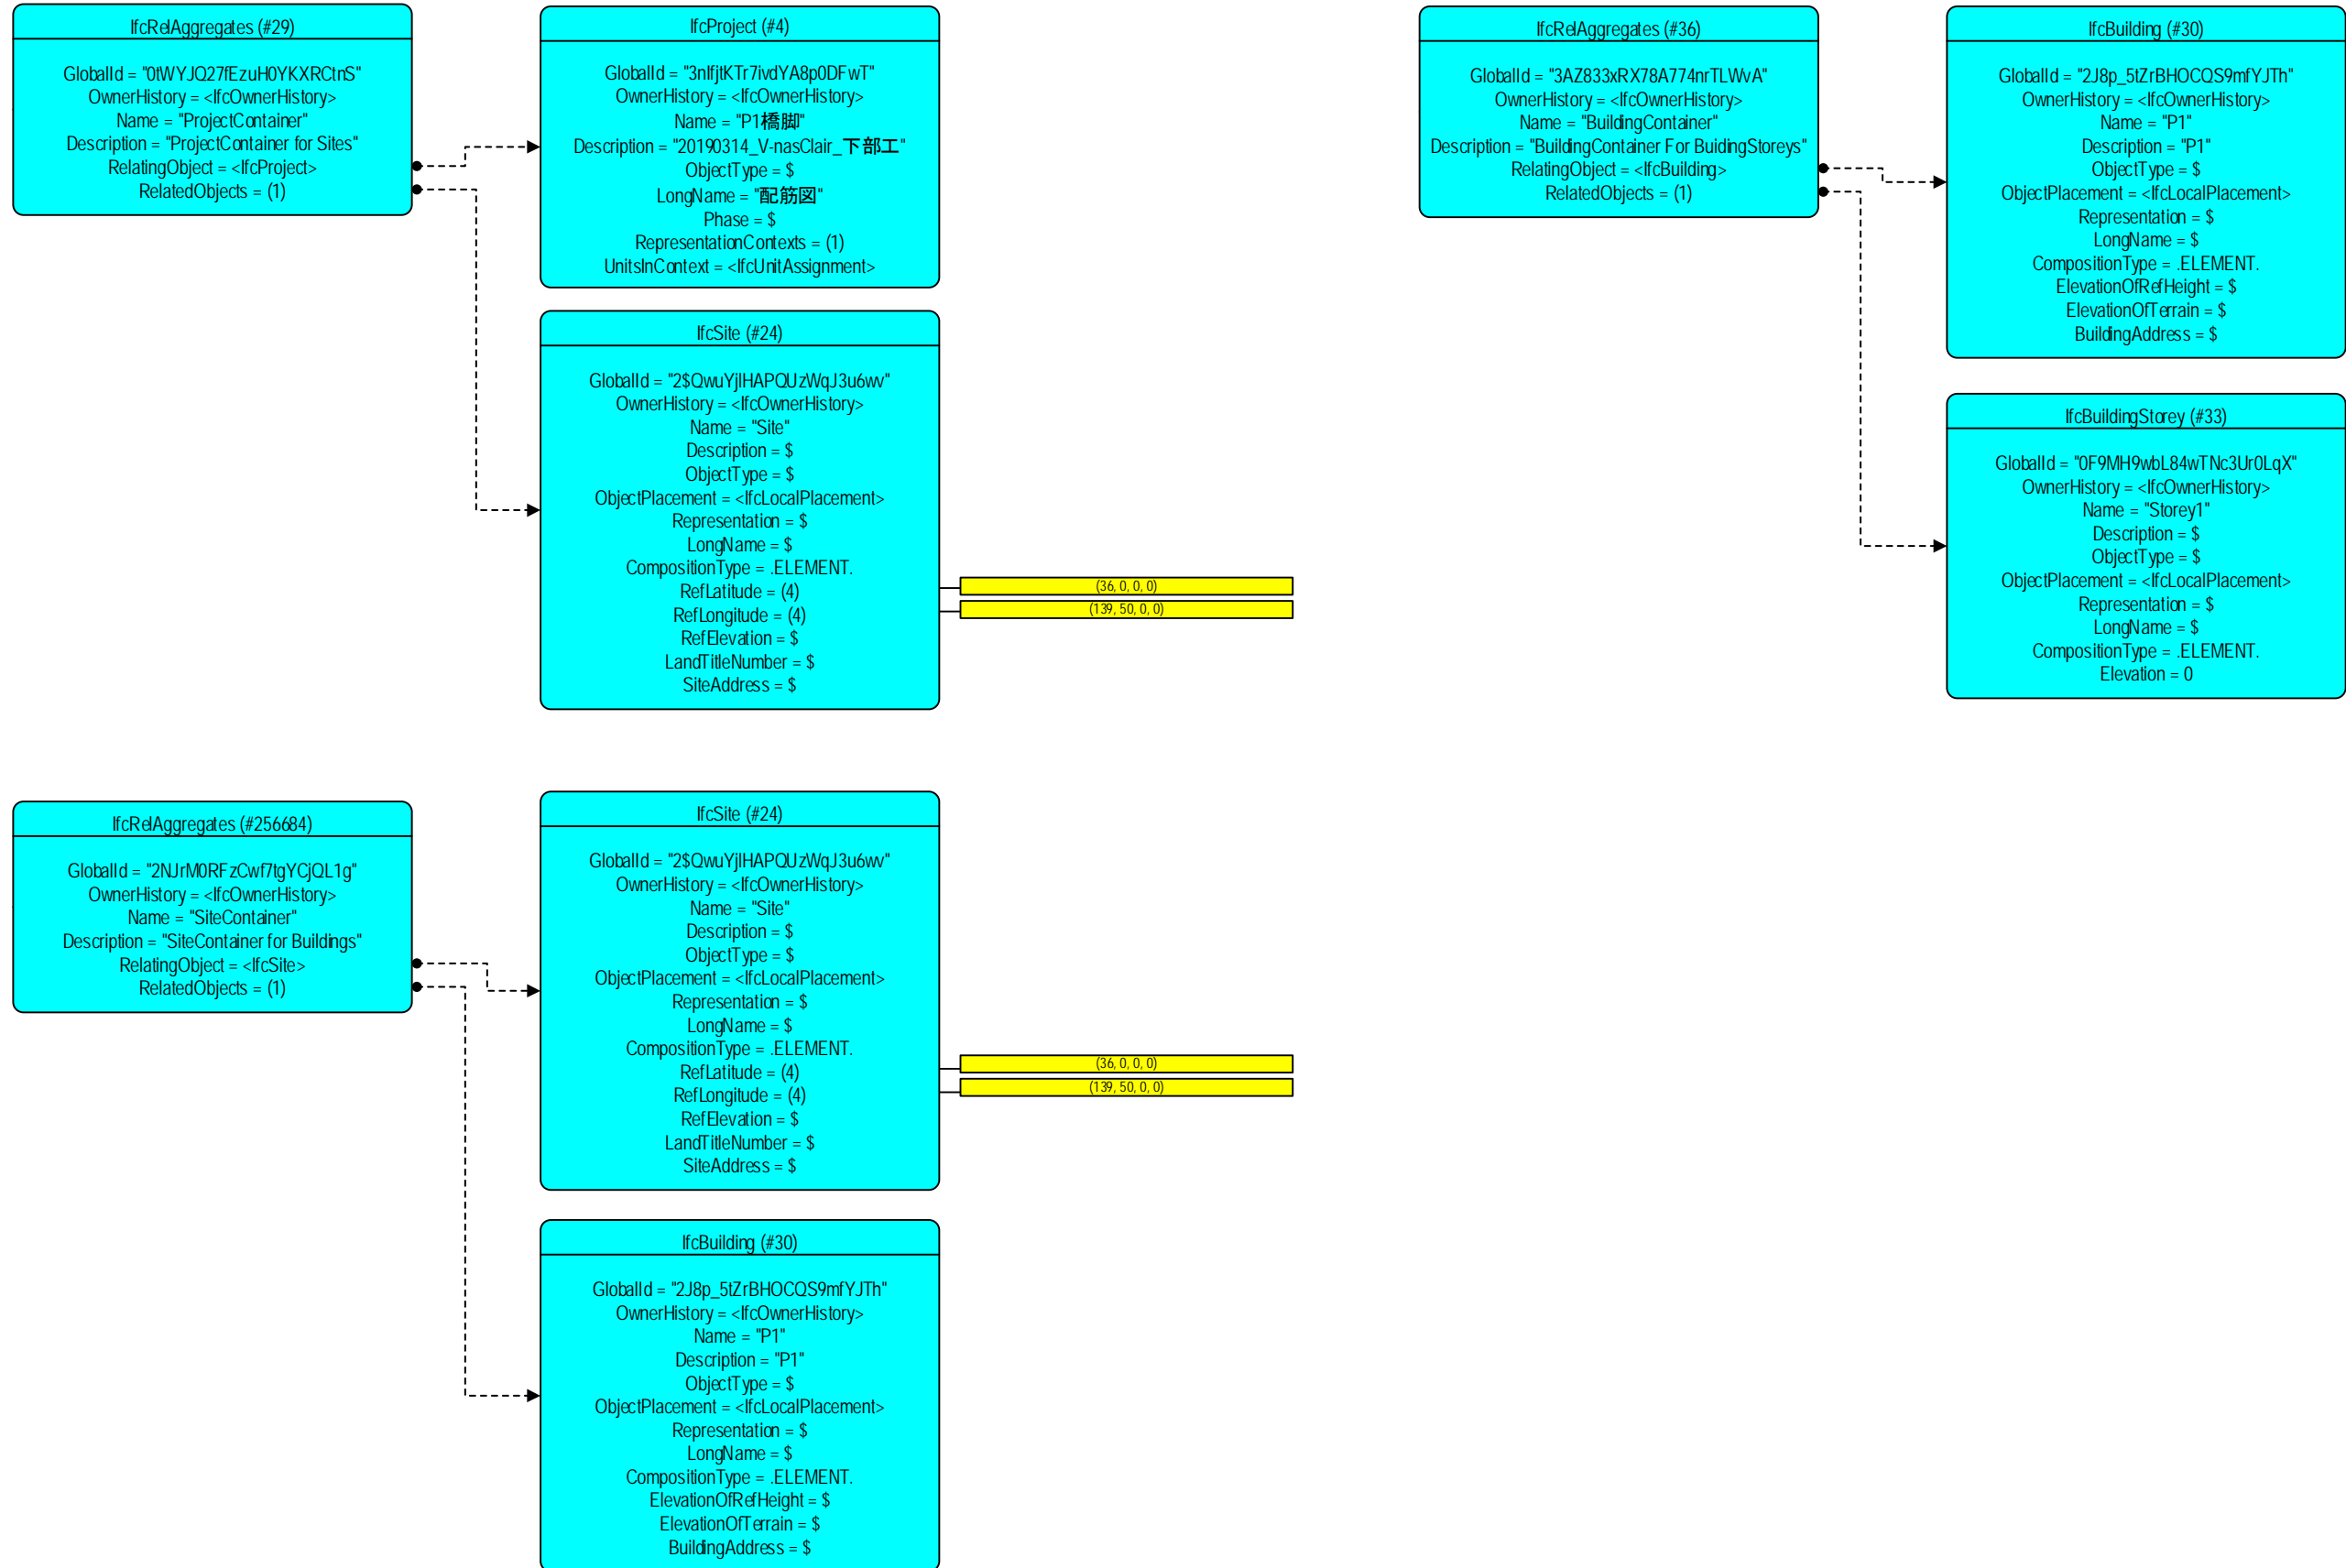 IfcRelAggregates (#29)
GlobalId = "0tWYJQ27fEzuH0YKXRCtnS"
OwnerHistory = <IfcOwnerHistory>
Name = "ProjectContainer"
Description = "ProjectContainer for Sites"
RelatingObject = <IfcProject>
RelatedObjects = (1)
IfcProject (#4)
GlobalId = "3nIfjtKTr7ivdYA8p0DFwT"
OwnerHistory = <IfcOwnerHistory>
Name = "P1橋脚"
Description = "20190314_V-nasClair_下部工"
ObjectType = $
LongName = "配筋図"
Phase = $
RepresentationContexts = (1)
UnitsInContext = <IfcUnitAssignment>
IfcSite (#24)
GlobalId = "2$QwuYjlHAPQUzWqJ3u6wv"
OwnerHistory = <IfcOwnerHistory>
Name = "Site"
Description = $
ObjectType = $
ObjectPlacement = <IfcLocalPlacement>
Representation = $
LongName = $
CompositionType = .ELEMENT.
RefLatitude = (4)
(36, 0, 0, 0)
RefLongitude = (4)
(139, 50, 0, 0)
RefElevation = $
LandTitleNumber = $
SiteAddress = $
IfcRelAggregates (#36)
GlobalId = "3AZ833xRX78A774nrTLWvA"
OwnerHistory = <IfcOwnerHistory>
Name = "BuildingContainer"
Description = "BuildingContainer For BuidingStoreys"
RelatingObject = <IfcBuilding>
RelatedObjects = (1)
IfcBuilding (#30)
GlobalId = "2J8p_5tZrBHOCQS9mfYJTh"
OwnerHistory = <IfcOwnerHistory>
Name = "P1"
Description = "P1"
ObjectType = $
ObjectPlacement = <IfcLocalPlacement>
Representation = $
LongName = $
CompositionType = .ELEMENT.
ElevationOfRefHeight = $
ElevationOfTerrain = $
BuildingAddress = $
IfcBuildingStorey (#33)
GlobalId = "0F9MH9wbL84wTNc3Ur0LqX"
OwnerHistory = <IfcOwnerHistory>
Name = "Storey1"
Description = $
ObjectType = $
ObjectPlacement = <IfcLocalPlacement>
Representation = $
LongName = $
CompositionType = .ELEMENT.
Elevation = 0
IfcRelAggregates (#256684)
GlobalId = "2NJrM0RFzCwf7tgYCjQL1g"
OwnerHistory = <IfcOwnerHistory>
Name = "SiteContainer"
Description = "SiteContainer for Buildings"
RelatingObject = <IfcSite>
RelatedObjects = (1)
IfcSite (#24)
GlobalId = "2$QwuYjlHAPQUzWqJ3u6wv"
OwnerHistory = <IfcOwnerHistory>
Name = "Site"
Description = $
ObjectType = $
ObjectPlacement = <IfcLocalPlacement>
Representation = $
LongName = $
CompositionType = .ELEMENT.
RefLatitude = (4)
(36, 0, 0, 0)
RefLongitude = (4)
(139, 50, 0, 0)
RefElevation = $
LandTitleNumber = $
SiteAddress = $
IfcBuilding (#30)
GlobalId = "2J8p_5tZrBHOCQS9mfYJTh"
OwnerHistory = <IfcOwnerHistory>
Name = "P1"
Description = "P1"
ObjectType = $
ObjectPlacement = <IfcLocalPlacement>
Representation = $
LongName = $
CompositionType = .ELEMENT.
ElevationOfRefHeight = $
ElevationOfTerrain = $
BuildingAddress = $